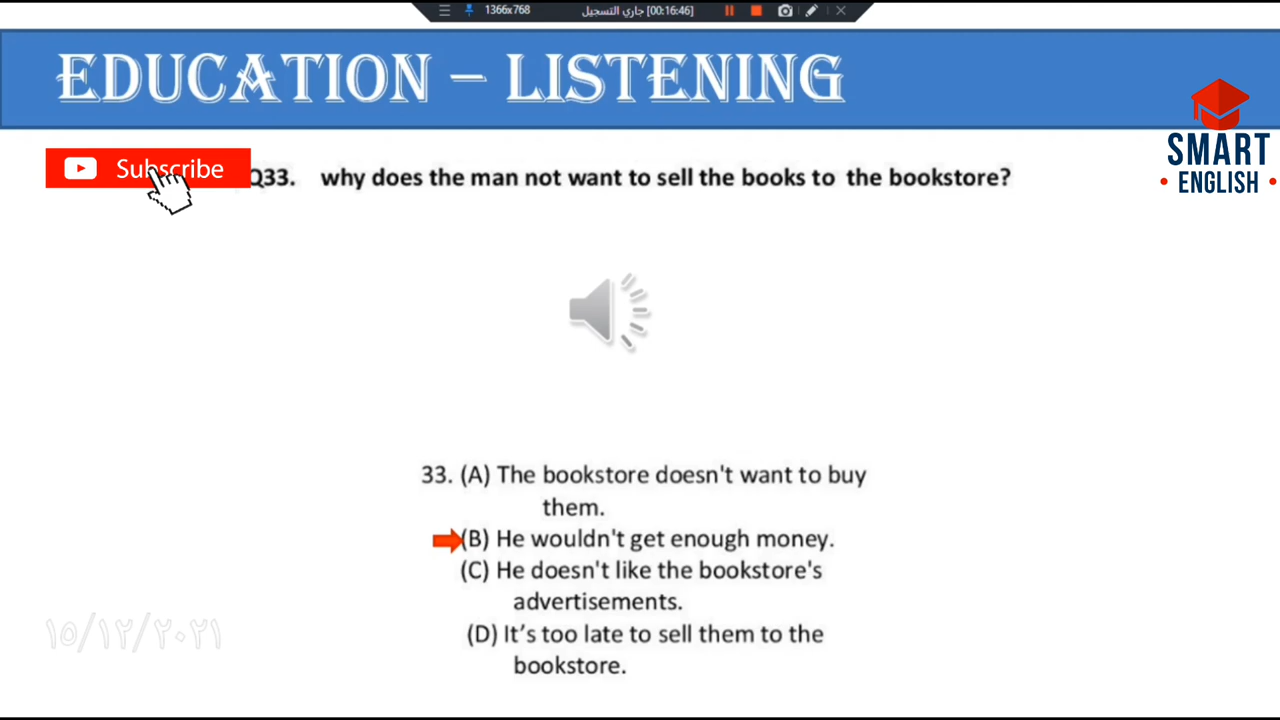 1366x768
جاري التسجيل [00:16:46]
EDUCATION – LISTENING
SMART
• ENGLISH •
Subscribe
Q33. why does the man not want to sell the books to the bookstore?
33. (A) The bookstore doesn't want to buy
them.
(B) He wouldn't get enough money.
(C) He doesn't like the bookstore's
advertisements.
(D) It’s too late to sell them to the
bookstore.
١٥/١٢/٢٠٢١